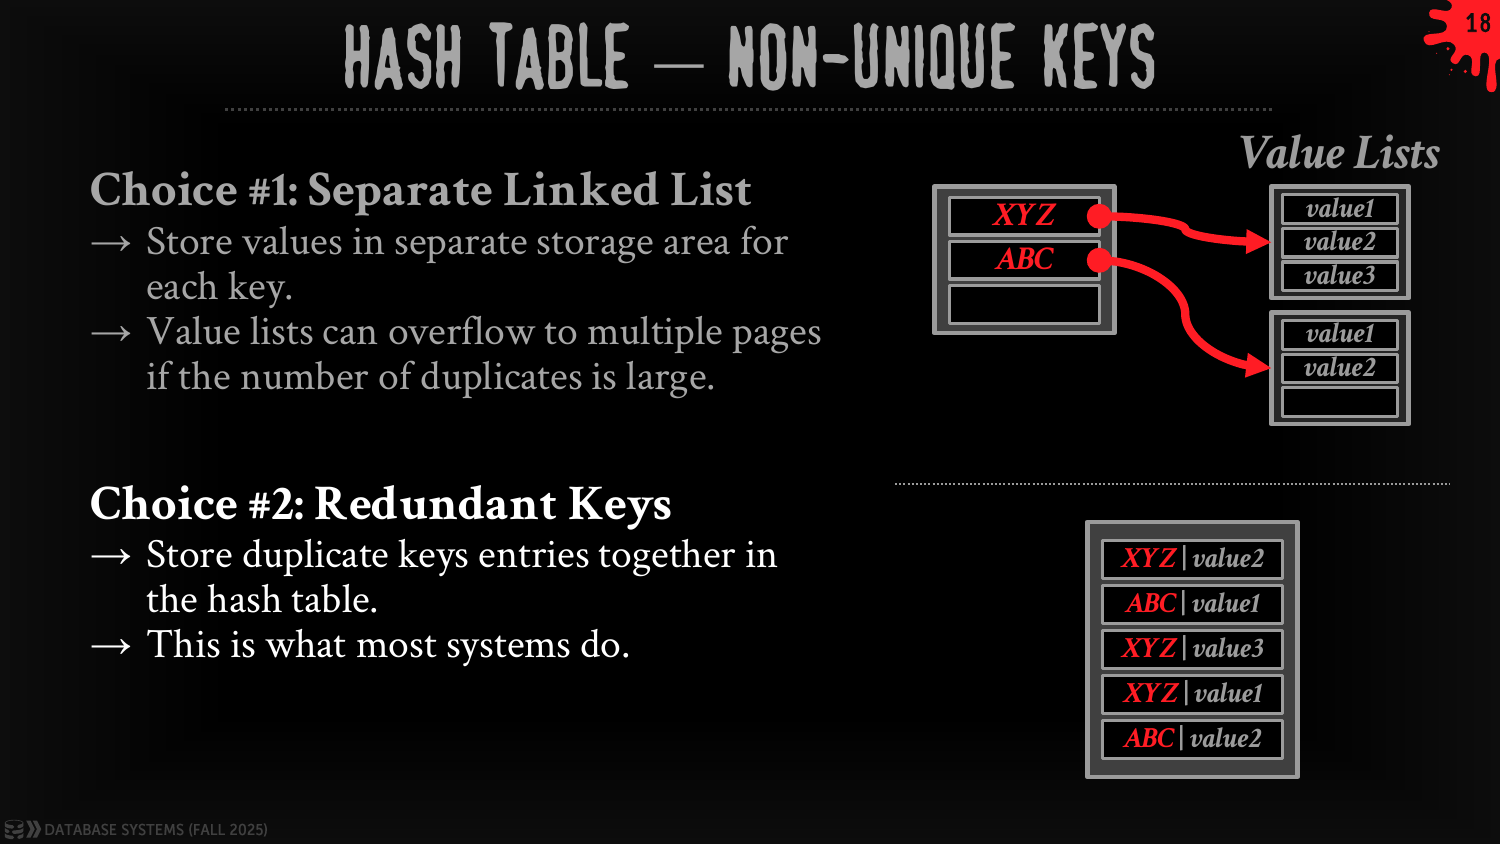 HASH TABLE — NON-UNIQUE KEYS
18
Choice #1: Separate Linked List
→ Store values in separate storage area for
each key.
→ Value lists can overflow to multiple pages
if the number of duplicates is large.
Value Lists
XYZ
ABC
value1
value2
value3
value1
value2
Choice #2: Redundant Keys
→ Store duplicate keys entries together in
the hash table.
→ This is what most systems do.
XYZ|value2
ABC|value1
XYZ|value3
XYZ|value1
ABC|value2
DATABASE SYSTEMS (FALL 2025)